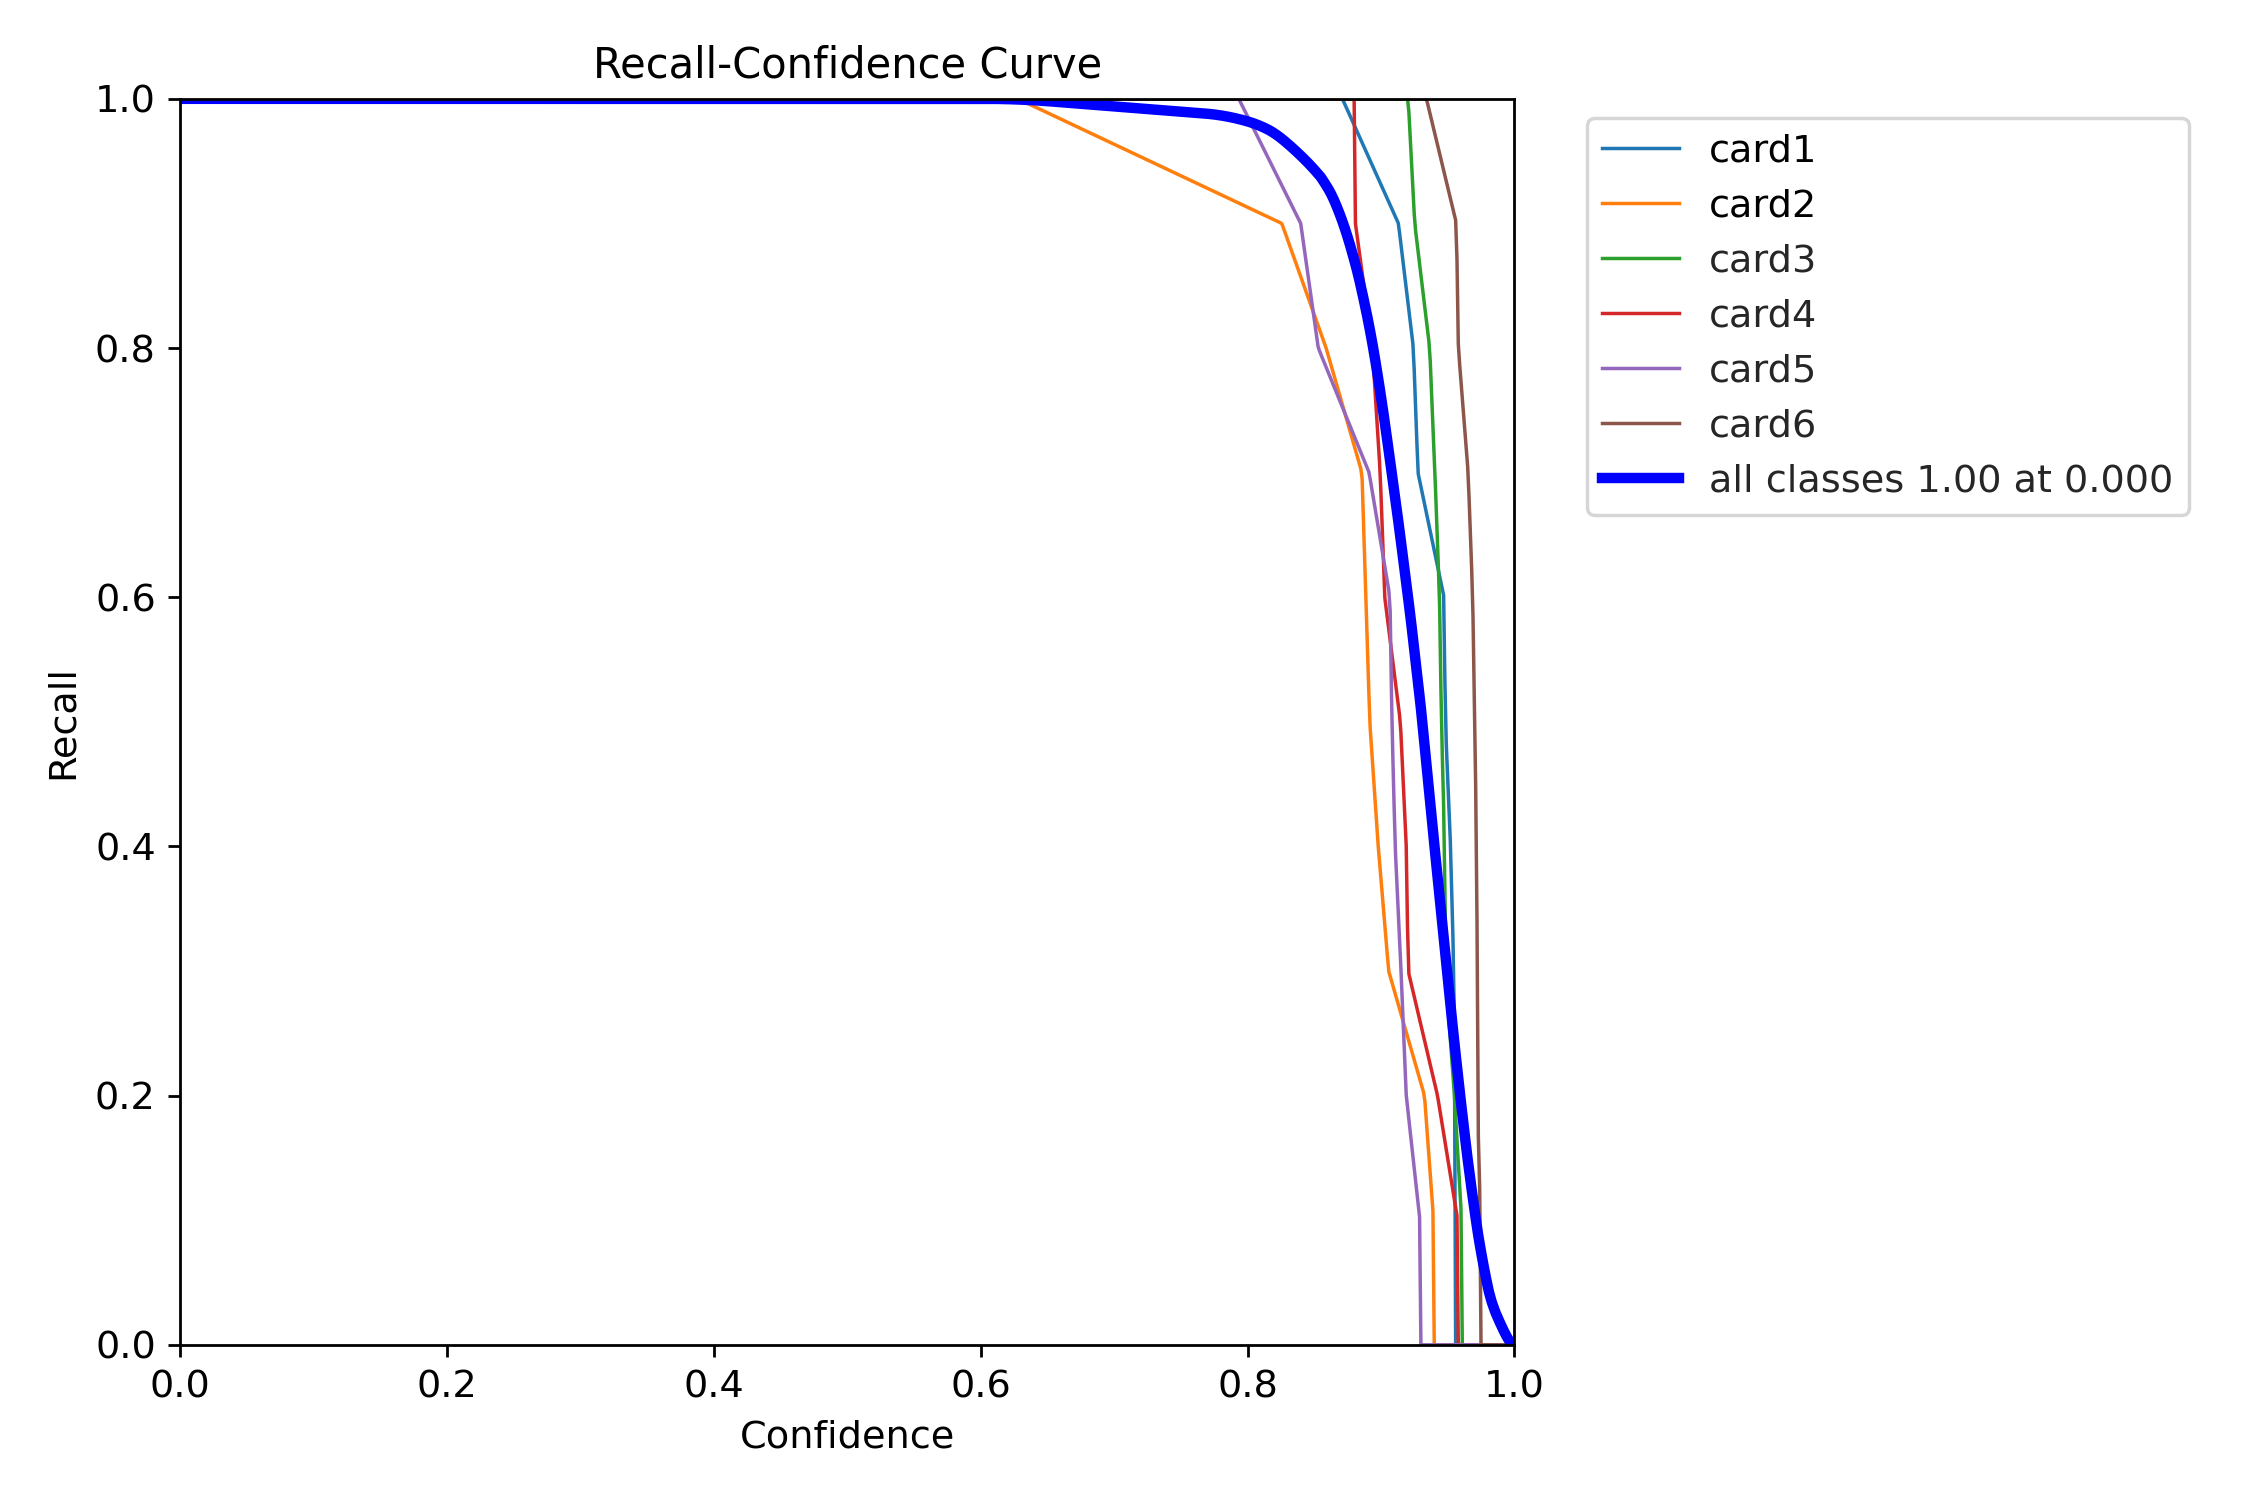 Recall-Confidence Curve
1.0
0.8
0.6
0.4
0.2
0.0
Recall
0.0 0.2 0.4 0.6 0.8 1.0
Confidence
card1
card2
card3
card4
card5
card6
all classes 1.00 at 0.000